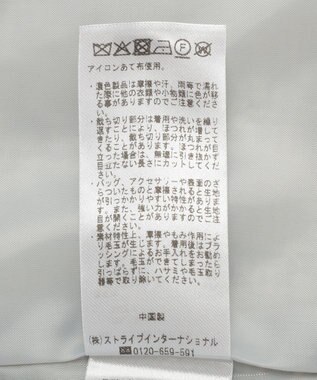 アイロンあて布使用。
・濃色製品は摩擦や汗、雨等で濡れ
た際に他の衣類や小物類に色が移
る事がありますのでご注意くださ
い。
・裁ち切り部分は着用や洗いを繰り
返すことにより、ほつれが増して
きたり、裁ち切り部分が丸まって
くることがあります。ほつれが目
立った場合は、無理に引き抜かず
目立たない長さにカットしてくだ
さい。
・バッグ、アクセサリーや表面のざ
らついたものと摩擦されると生地
が引っかかりやすい特性がありま
す。また、強い力がかかると生地
目が開くことがありますのでご注
意ください。
・素材特性上、摩擦やもみ作用によ
り毛玉が生じます。着用後はブラ
ッシングによるお手入れをお勧め
します。毛玉ができてしまったら
引っぱらずに、ハサミや毛玉取り
器等で取り除いてください。
中国製
(株)ストライプインターナショナル
0120-659-591